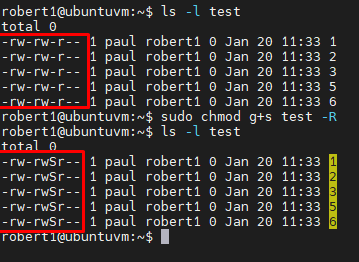 robert1@ubuntuvm:~$ ls -l test
total 0
-rw-rw-r-- 1 paul robert1 0 Jan 20 11:33 1
-rw-rw-r-- 1 paul robert1 0 Jan 20 11:33 2
-rw-rw-r-- 1 paul robert1 0 Jan 20 11:33 3
-rw-rw-r-- 1 paul robert1 0 Jan 20 11:33 5
-rw-rw-r-- 1 paul robert1 0 Jan 20 11:33 6
robert1@ubuntuvm:~$ sudo chmod g+s test -R
robert1@ubuntuvm:~$ ls -l test
total 0
-rw-rwSr-- 1 paul robert1 0 Jan 20 11:33 1
-rw-rwSr-- 1 paul robert1 0 Jan 20 11:33 2
-rw-rwSr-- 1 paul robert1 0 Jan 20 11:33 3
-rw-rwSr-- 1 paul robert1 0 Jan 20 11:33 5
-rw-rwSr-- 1 paul robert1 0 Jan 20 11:33 6
robert1@ubuntuvm:~$